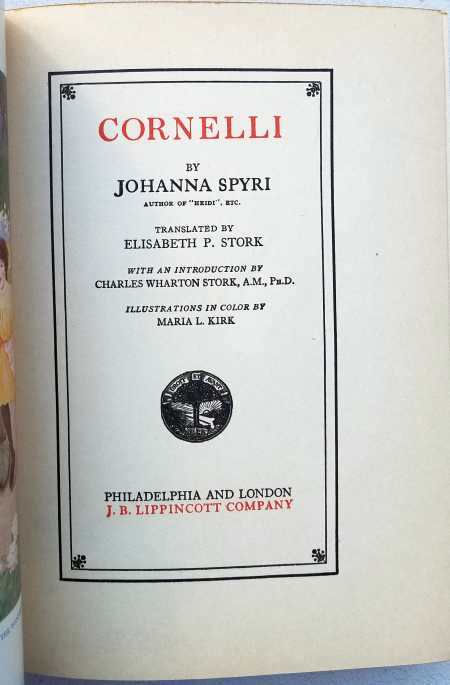 CORNELLI
BY
JOHANNA SPYRI
AUTHOR OF "HEIDI", ETC.
TRANSLATED BY
ELISABETH P. STORK
WITH AN INTRODUCTION BY
CHARLES WHARTON STORK, A.M., PH.D.
ILLUSTRATIONS IN COLOR BY
MARIA L. KIRK
PHILADELPHIA AND LONDON
J. B. LIPPINCOTT COMPANY
THE